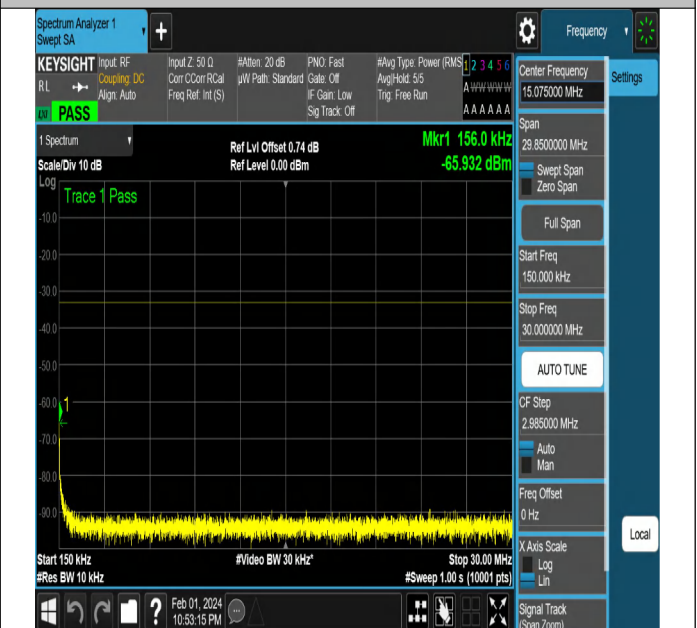 Spectrum Analyzer 1
Swept SA
+
Frequency
KEYSIGHT
RL
PASS
Input: RF
Coupling: DC
Align: Auto
Input Z: 50 Ω
Corr CCorr RCal
Freq Ref: Int (S)
#Atten: 20 dB
µW Path: Standard
PNO: Fast
Gate: Off
IF Gain: Low
Sig Track: Off
#Avg Type: Power (RMS
Avg|Hold: 5/5
Trig: Free Run
1 2 3 4 5 6
A W W W W W
A A A A A A
Center Frequency
15.075000 MHz
Settings
Span
29.8500000 MHz
Swept Span
Zero Span
Full Span
Start Freq
150.000 kHz
Stop Freq
30.000000 MHz
AUTO TUNE
CF Step
2.985000 MHz
Auto
Man
Freq Offset
0 Hz
X Axis Scale
Log
Lin
Signal Track
(Span Zoom)
Local
1 Spectrum
Scale/Div 10 dB
Ref Lvl Offset 0.74 dB
Ref Level 0.00 dBm
Mkr1 156.0 kHz
-65.932 dBm
Log
Trace 1 Pass
-10.0
-20.0
-30.0
-40.0
-50.0
-60.0
1
-70.0
-80.0
-90.0
Start 150 kHz
#Res BW 10 kHz
#Video BW 30 kHz*
Stop 30.00 MHz
#Sweep 1.00 s (10001 pts)
?
Feb 01, 2024
10:53:15 PM